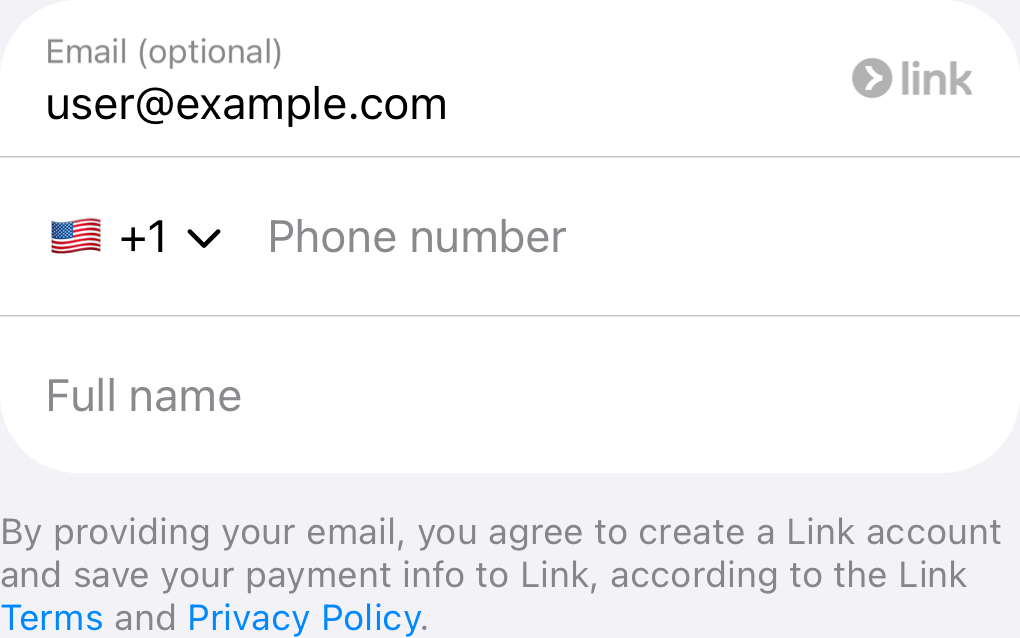 Email (optional)
user@example.com
link
+1
Phone number
Full name
By providing your email, you agree to create a Link account
and save your payment info to Link, according to the Link
Terms and Privacy Policy.